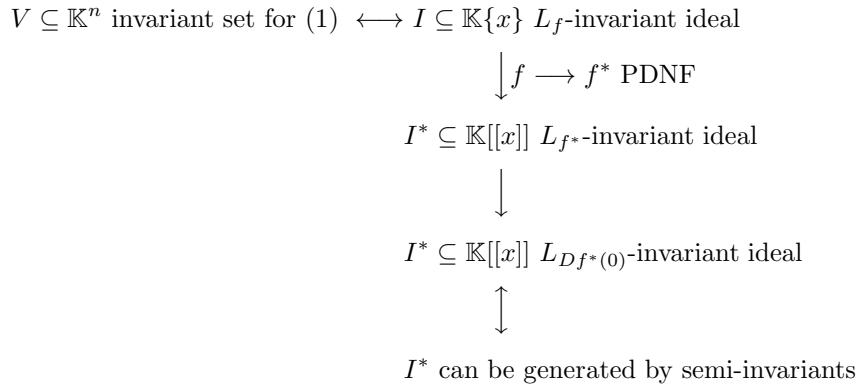 V ⊆ 𝕂ⁿ invariant set for (1) ⟷ I ⊆ 𝕂{x} L_f-invariant ideal
f ⟶ f* PDNF
I* ⊆ 𝕂[[x]] L_{f*}-invariant ideal
I* ⊆ 𝕂[[x]] L_{Df*(0)}-invariant ideal
I* can be generated by semi-invariants